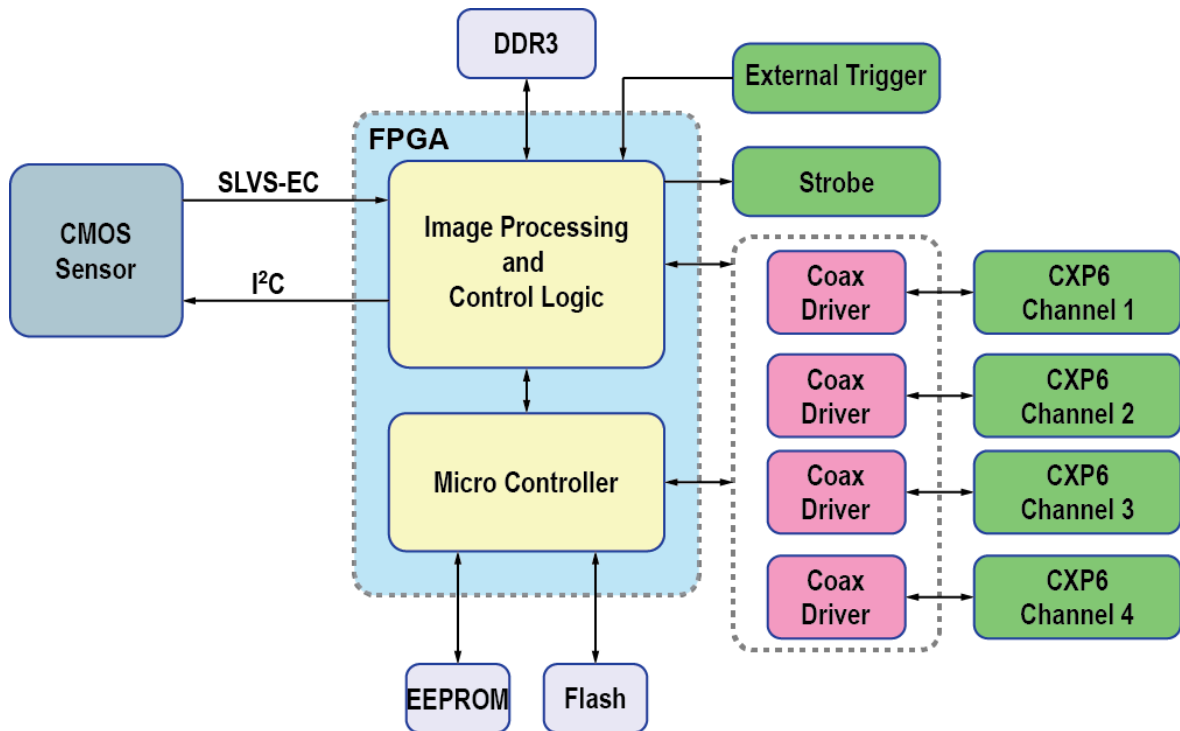 DDR3
External Trigger
FPGA
Strobe
SLVS-EC
CMOS
Sensor
I²C
Image Processing
and
Control Logic
Micro Controller
Coax
Driver
CXP6
Channel 1
Coax
Driver
CXP6
Channel 2
Coax
Driver
CXP6
Channel 3
Coax
Driver
CXP6
Channel 4
EEPROM
Flash